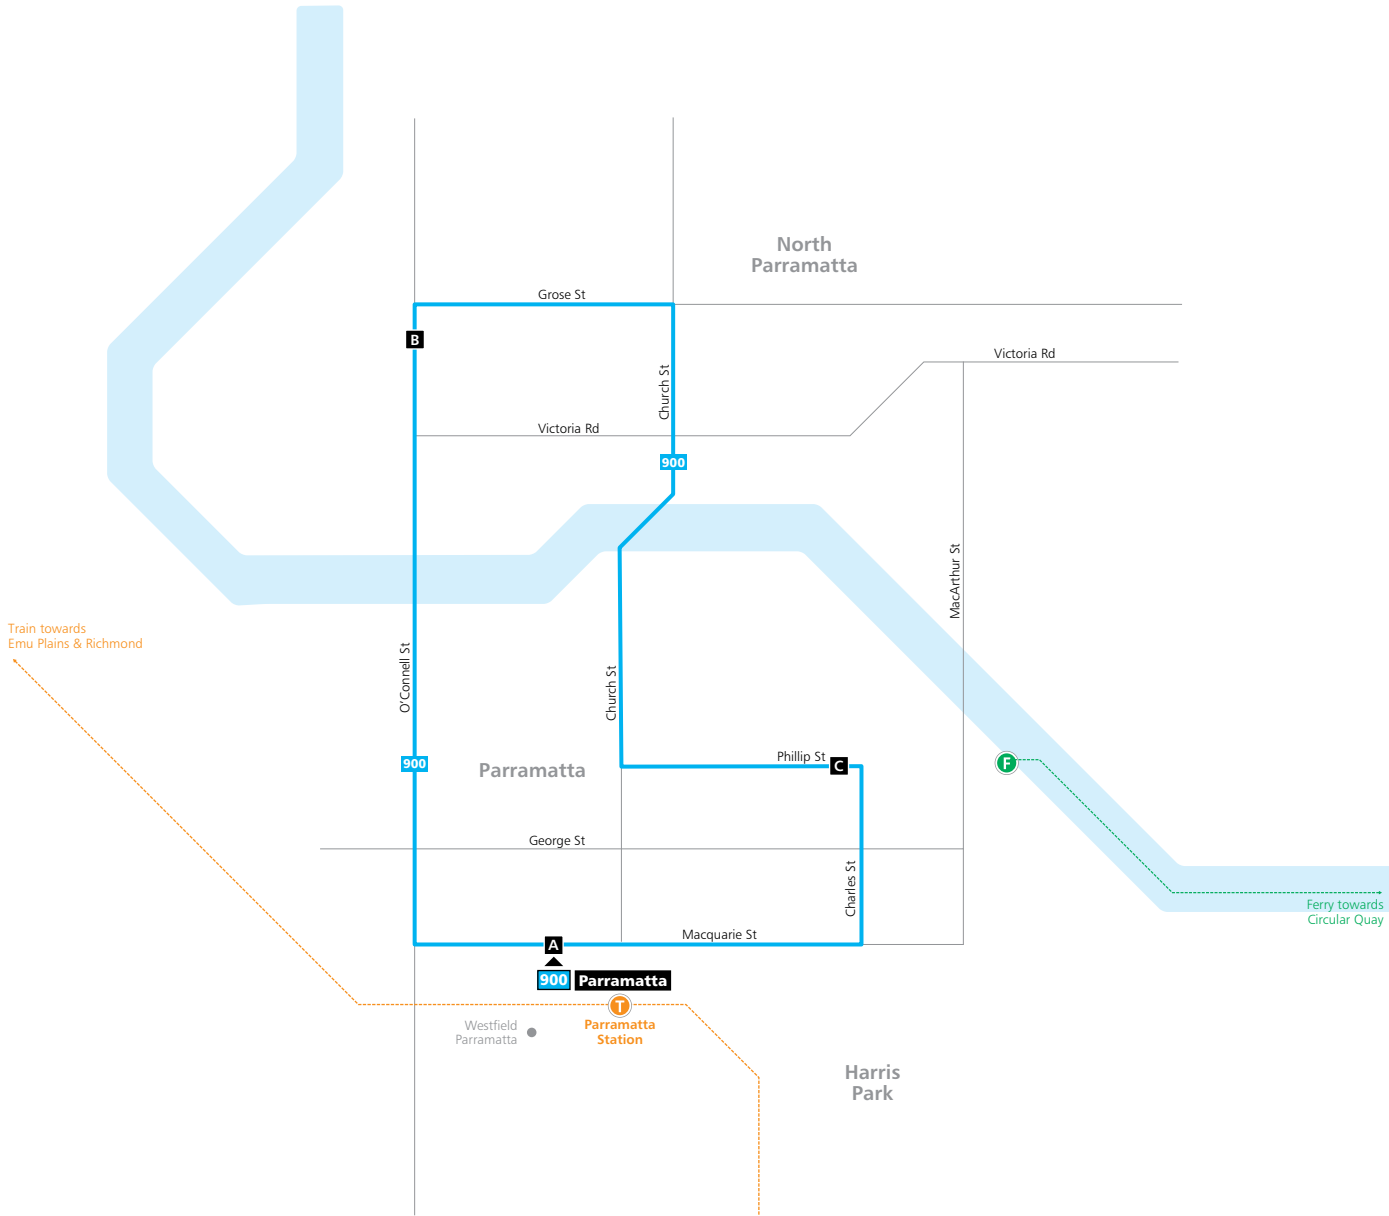 North
Parramatta
Grose St
B
Victoria Rd
Church St
Victoria Rd
900
MacArthur St
Train towards
Emu Plains & Richmond
O'Connell St
Church St
900
Parramatta
Phillip St
C
F
George St
Charles St
Ferry towards
Circular Quay
Macquarie St
A
900 Parramatta
T
Westfield
Parramatta
Parramatta
Station
Harris
Park